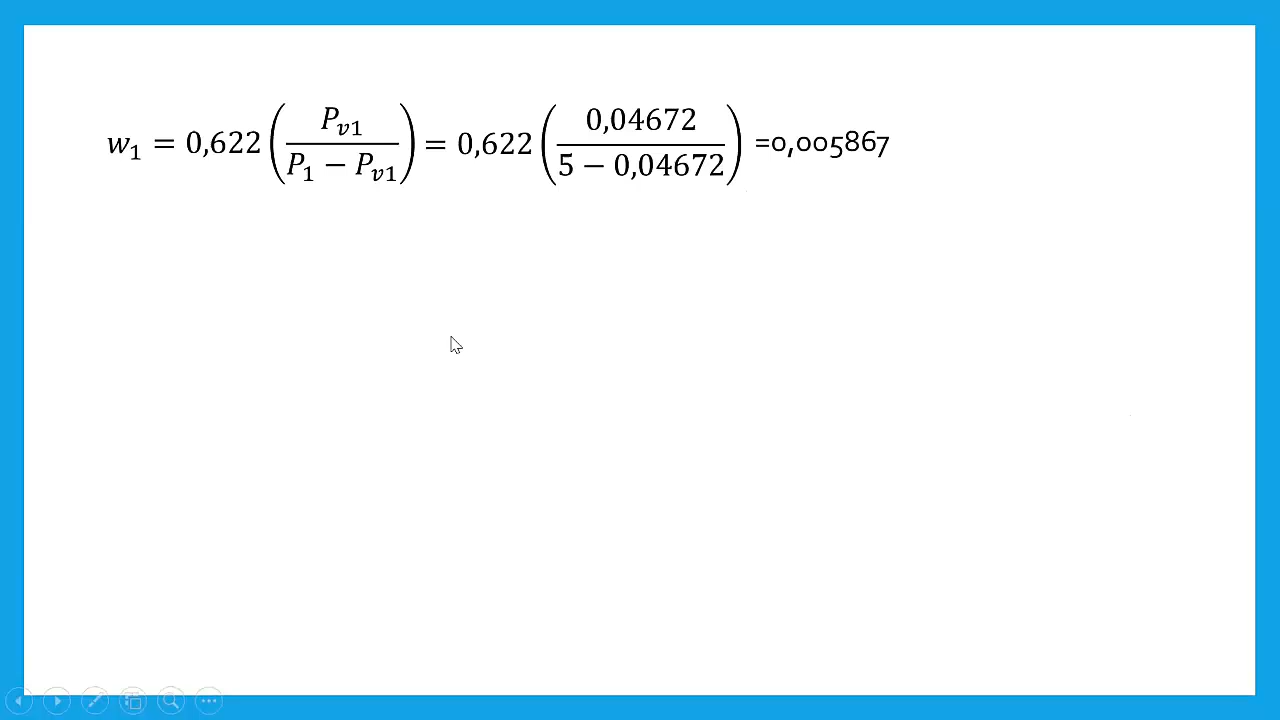 w₁ = 0,622 (P_v1 / (P₁ − P_v1)) = 0,622 (0,04672 / (5 − 0,04672)) =0,005867